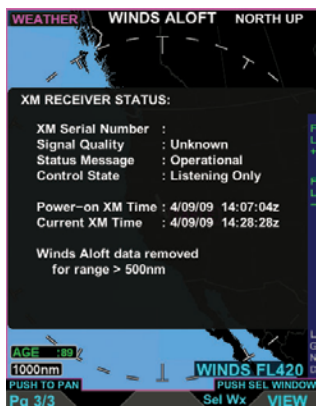 WEATHER WINDS ALOFT NORTH UP
XM RECEIVER STATUS:
XM Serial Number :
Signal Quality : Unknown
Status Message : Operational
Control State : Listening Only
Power-on XM Time : 4/09/09 14:07:04z
Current XM Time : 4/09/09 14:28:28z
Winds Aloft data removed
for range > 500nm
AGE :89
1000nm WINDS FL420
PUSH TO PAN PUSH SEL WINDOW
Pg 3/3 Sel Wx VIEW